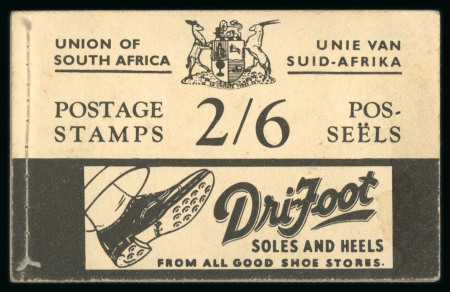 UNION OF
SOUTH AFRICA
UNIE VAN
SUID-AFRIKA
POSTAGE
STAMPS
2/6
POS-
SEËLS
Dri-Foot
SOLES AND HEELS
FROM ALL GOOD SHOE STORES.